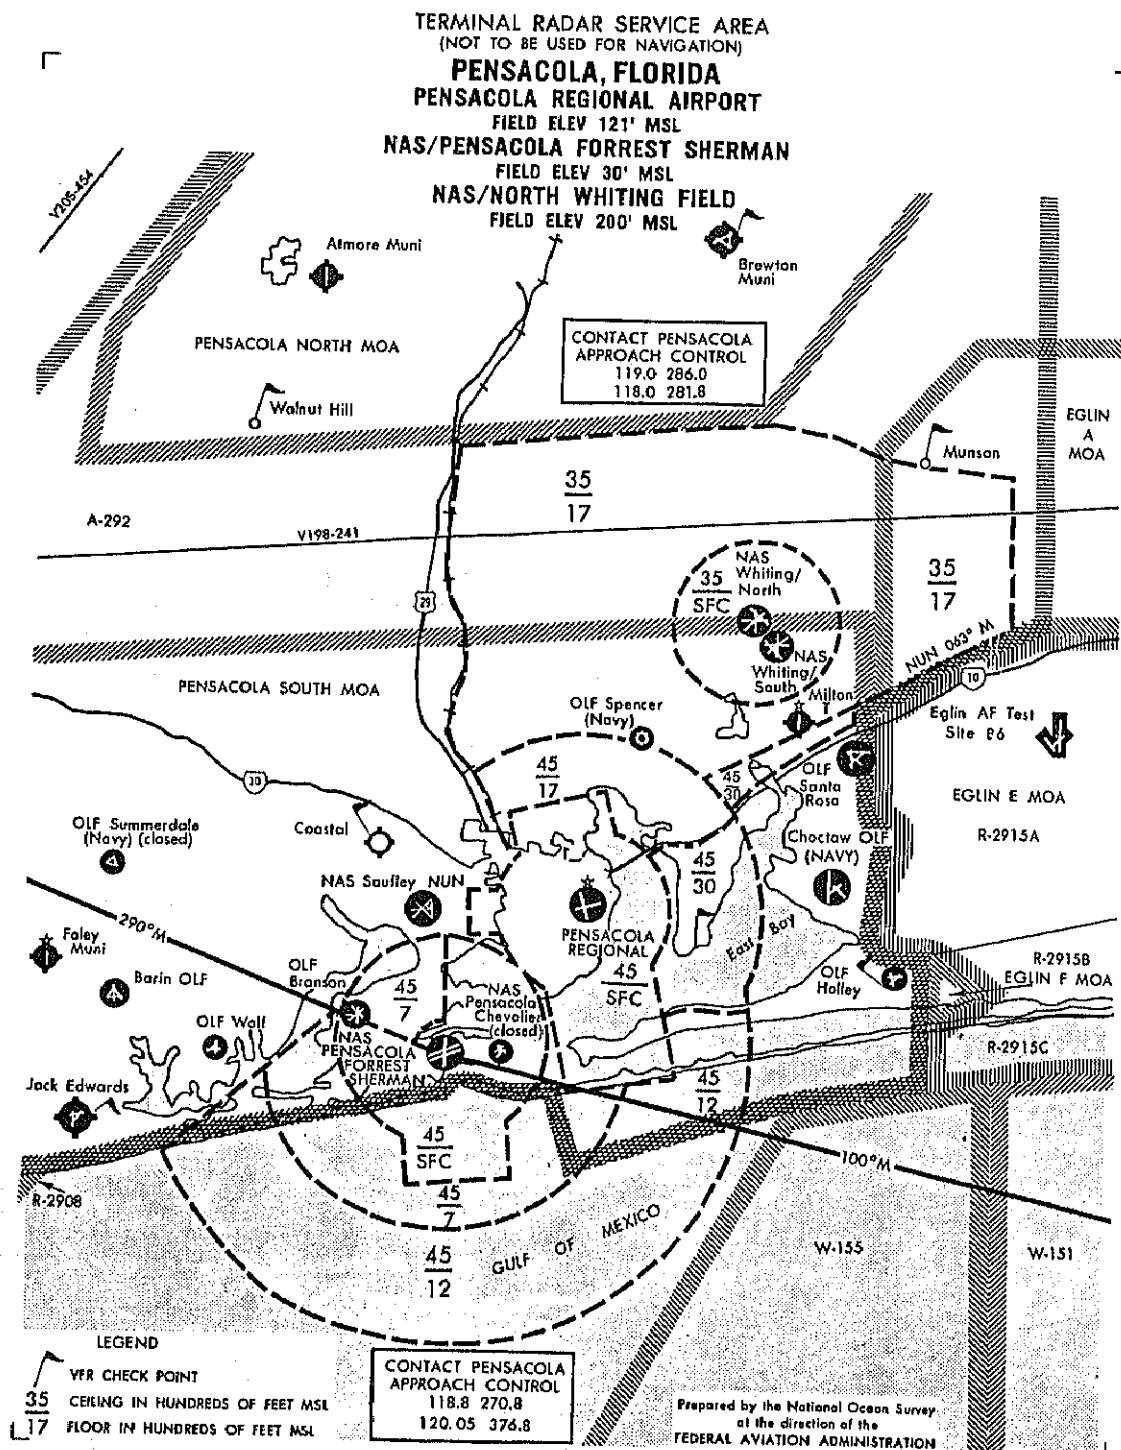 TERMINAL RADAR SERVICE AREA
(NOT TO BE USED FOR NAVIGATION)
PENSACOLA, FLORIDA
PENSACOLA REGIONAL AIRPORT
FIELD ELEV 121' MSL
NAS/PENSACOLA FORREST SHERMAN
FIELD ELEV 30' MSL
NAS/NORTH WHITING FIELD
FIELD ELEV 200' MSL
V205-454
Atmore Muni
Brewton
Muni
PENSACOLA NORTH MOA
CONTACT PENSACOLA
APPROACH CONTROL
119.0 286.0
118.0 281.8
Walnut Hill
EGLIN
A
MOA
Munson
35
17
A-292
V198-241
NAS
Whiting/
North
35
SFC
35
17
29
NAS
Whiting/
South
NUN 063° M
10
PENSACOLA SOUTH MOA
Milton
OLF Spencer
(Navy)
Eglin AF Test
Site B6
45
17
45
30
OLF
Santa
Rosa
EGLIN E MOA
R-2915A
OLF Summerdale
(Navy) (closed)
Coastal
Choctaw OLF
(NAVY)
45
30
NAS Saufley NUN
290°M
PENSACOLA
REGIONAL
East Bay
Foley
Muni
Barin OLF
OLF
Bronson
45
7
NAS
Pensacola
Chevalier
(closed)
45
SFC
OLF
Holley
R-2915B
EGLIN F MOA
OLF Wolf
NAS
PENSACOLA
FORREST
SHERMAN
R-2915C
Jack Edwards
45
12
45
SFC
100°M
R-2908
45
7
GULF OF MEXICO
45
12
W-155
W-151
LEGEND
VFR CHECK POINT
35 CEILING IN HUNDREDS OF FEET MSL
17 FLOOR IN HUNDREDS OF FEET MSL
CONTACT PENSACOLA
APPROACH CONTROL
118.8 270.8
120.05 376.8
Prepared by the National Ocean Survey
at the direction of the
FEDERAL AVIATION ADMINISTRATION